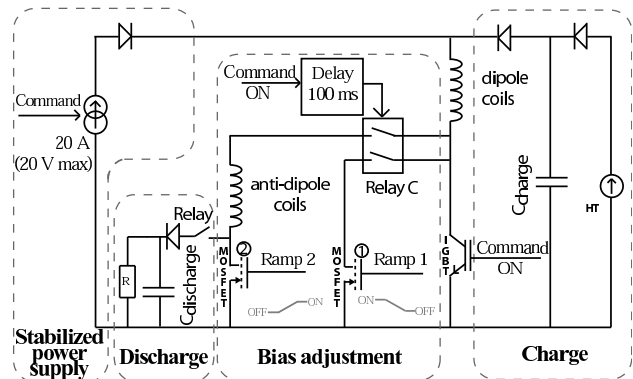 Command
20 A
(20 V max)
Command
ON
Delay
100 ms
dipole
coils
Relay C
anti-dipole
coils
Relay
R
Cdischarge
MOSFET
2
Ramp 2
OFF
ON
MOSFET
1
Ramp 1
ON
OFF
IGBT
Command
ON
Ccharge
HT
Stabilized
power
supply
Discharge
Bias adjustment
Charge